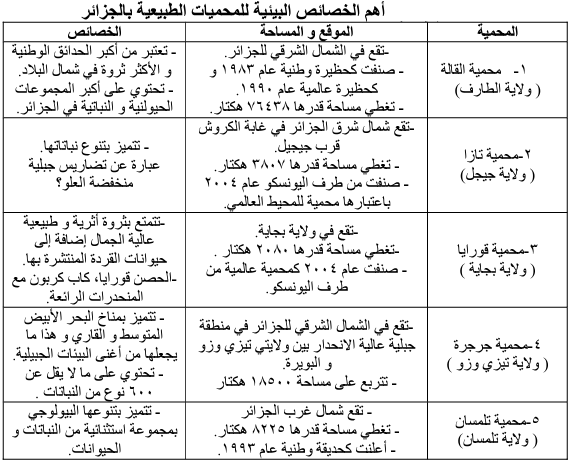 أهم الخصائص البيئية للمحميات الطبيعية بالجزائر
المحمية
الموقع و المساحة
الخصائص
١- محمية القالة
( ولاية الطارف)
-تقع في الشمال الشرقي للجزائر.
- صنفت كحظيرة وطنية عام ١٩٨٣ و
كحظيرة عالمية عام ١٩٩٠.
- تغطي مساحة قدرها ٧٦٤٣٨ هكتار.
- تعتبر من أكبر الحدائق الوطنية
و الأكثر ثروة في شمال البلاد.
- تحتوي على أكبر المجموعات
الحيوانية و النباتية في الجزائر.
٢-محمية تازا
( ولاية جيجل)
-تقع شمال شرق الجزائر في غابة الكروش
قرب جيجيل.
- تغطي مساحة قدرها ٣٨٠٧ هكتار.
- صنفت من طرف اليونسكو عام ٢٠٠٤
باعتبارها محمية للمحيط العالمي.
- تتميز بتنوع نباتاتها.
عبارة عن تضاريس جبلية
منخفضة العلو؟
٣-محمية قورايا
( ولاية بجاية )
-تقع في ولاية بجاية.
-تغطي مساحة قدرها ٢٠٨٠ هكتار .
- صنفت عام ٢٠٠٤ كمحمية عالمية من
طرف اليونسكو.
-تتمتع بثروة أثرية و طبيعية
عالية الجمال إضافة إلى
حيوانات القردة المنتشرة بها.
-الحصن قورايا، كاب كربون مع
المنحدرات الرائعة.
٤-محمية جرجرة
( ولاية تيزي وزو )
-تقع في الشمال الشرقي للجزائر في منطقة
جبلية عالية الانحدار بين ولايتي تيزي وزو
و البويرة.
- تتربع على مساحة ١٨٥٠٠ هكتار
- تتميز بمناخ البحر الأبيض
المتوسط و القاري و هذا ما
يجعلها من أغنى البيئات الجبيلية.
- تحتوي على ما لا يقل عن
٦٠٠ نوع من النباتات .
٥-محمية تلمسان
( ولاية تلمسان)
- تقع شمال غرب الجزائر
- تغطي مساحة قدرها ٨٢٢٥ هكتار.
- أعلنت كحديقة وطنية عام ١٩٩٣.
- تتميز بتنوعها البيولوجي
بمجموعة استثنائية من النباتات و
الحيوانات.